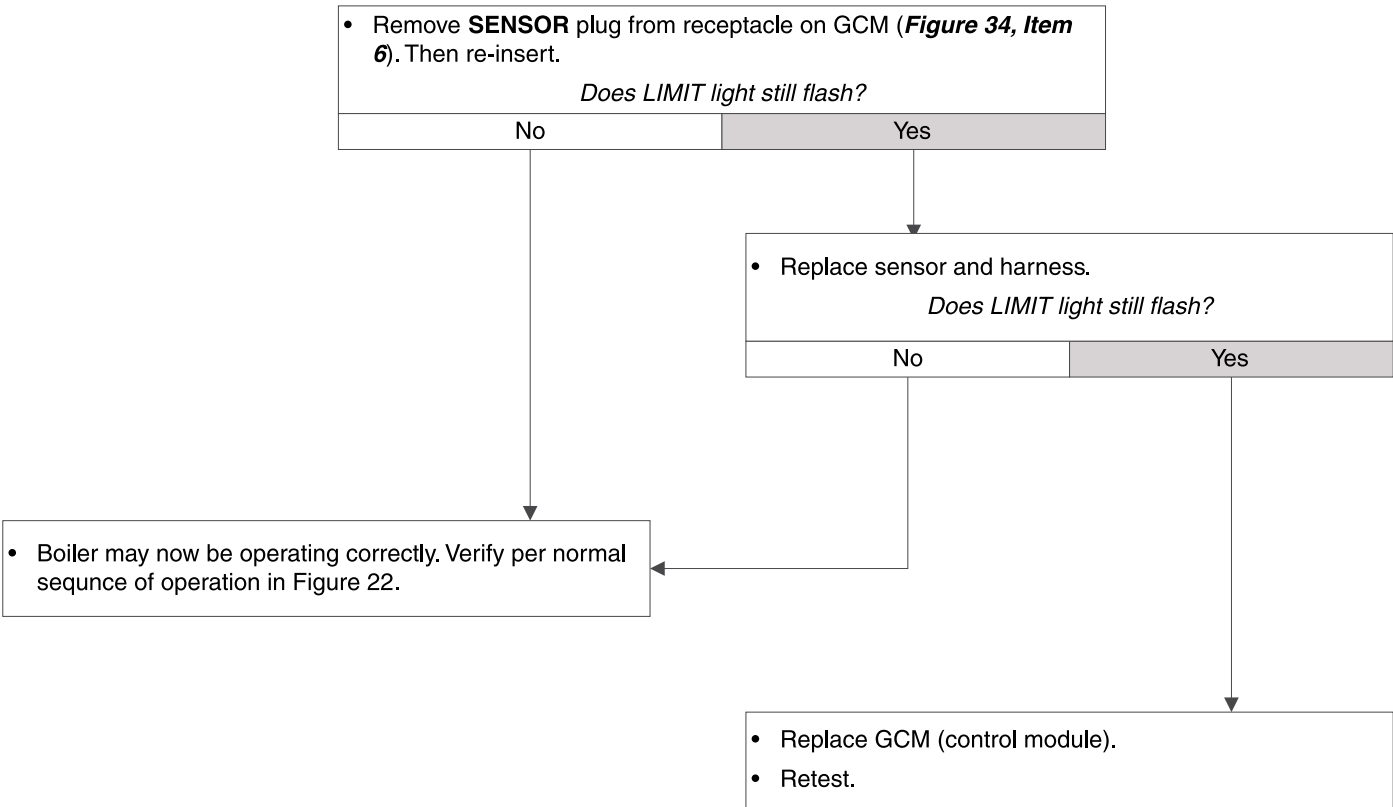 • Remove SENSOR plug from receptacle on GCM (Figure 34, Item
6). Then re-insert.
Does LIMIT light still flash?
No Yes
• Replace sensor and harness.
Does LIMIT light still flash?
No Yes
• Boiler may now be operating correctly. Verify per normal
sequnce of operation in Figure 22.
• Replace GCM (control module).
• Retest.